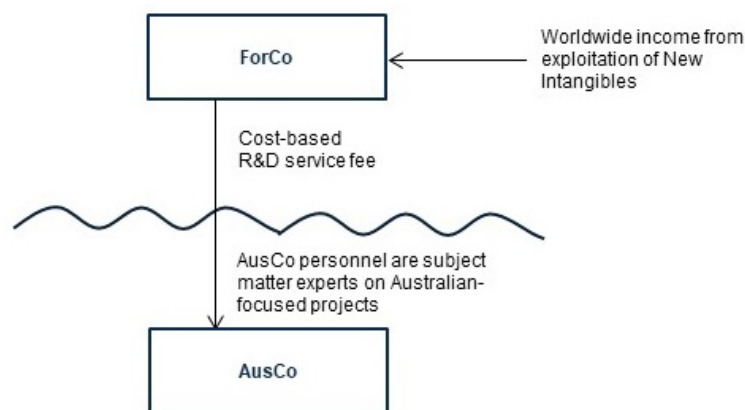 ForCo
Worldwide income from
exploitation of New
Intangibles
Cost-based
R&D service fee
AusCo personnel are subject
matter experts on Australian-
focused projects
AusCo